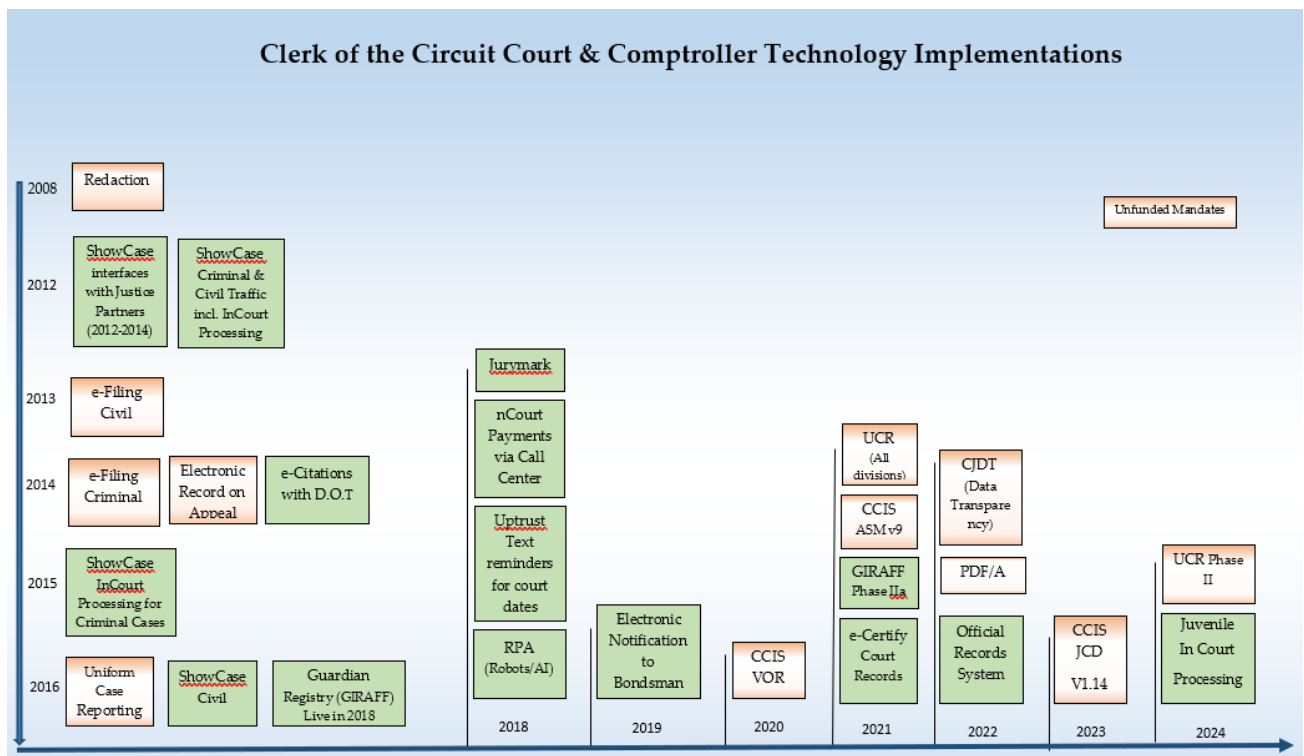 Clerk of the Circuit Court & Comptroller Technology Implementations
2008
Redaction
Unfunded Mandates
2012
ShowCase
interfaces
with Justice
Partners
(2012-2014)
ShowCase
Criminal &
Civil Traffic
incl. InCourt
Processing
2013
e-Filing
Civil
2014
e-Filing
Criminal
Electronic
Record on
Appeal
e-Citations
with D.O.T
2015
ShowCase
InCourt
Processing for
Criminal Cases
2016
Uniform
Case
Reporting
ShowCase
Civil
Guardian
Registry (GIRAFF)
Live in 2018
Jurymark
nCourt
Payments
via Call
Center
Uptrust
Text
reminders
for court
dates
RPA
(Robots/AI)
2018
Electronic
Notification
to
Bondsman
2019
CCIS
VOR
2020
UCR
(All
divisions)
CCIS
ASM v9
GIRAFF
Phase IIa
e-Certify
Court
Records
2021
CJDT
(Data
Transpare
ncy)
PDF/A
Official
Records
System
2022
CCIS
JCD
V1.14
2023
UCR Phase
II
Juvenile
In Court
Processing
2024